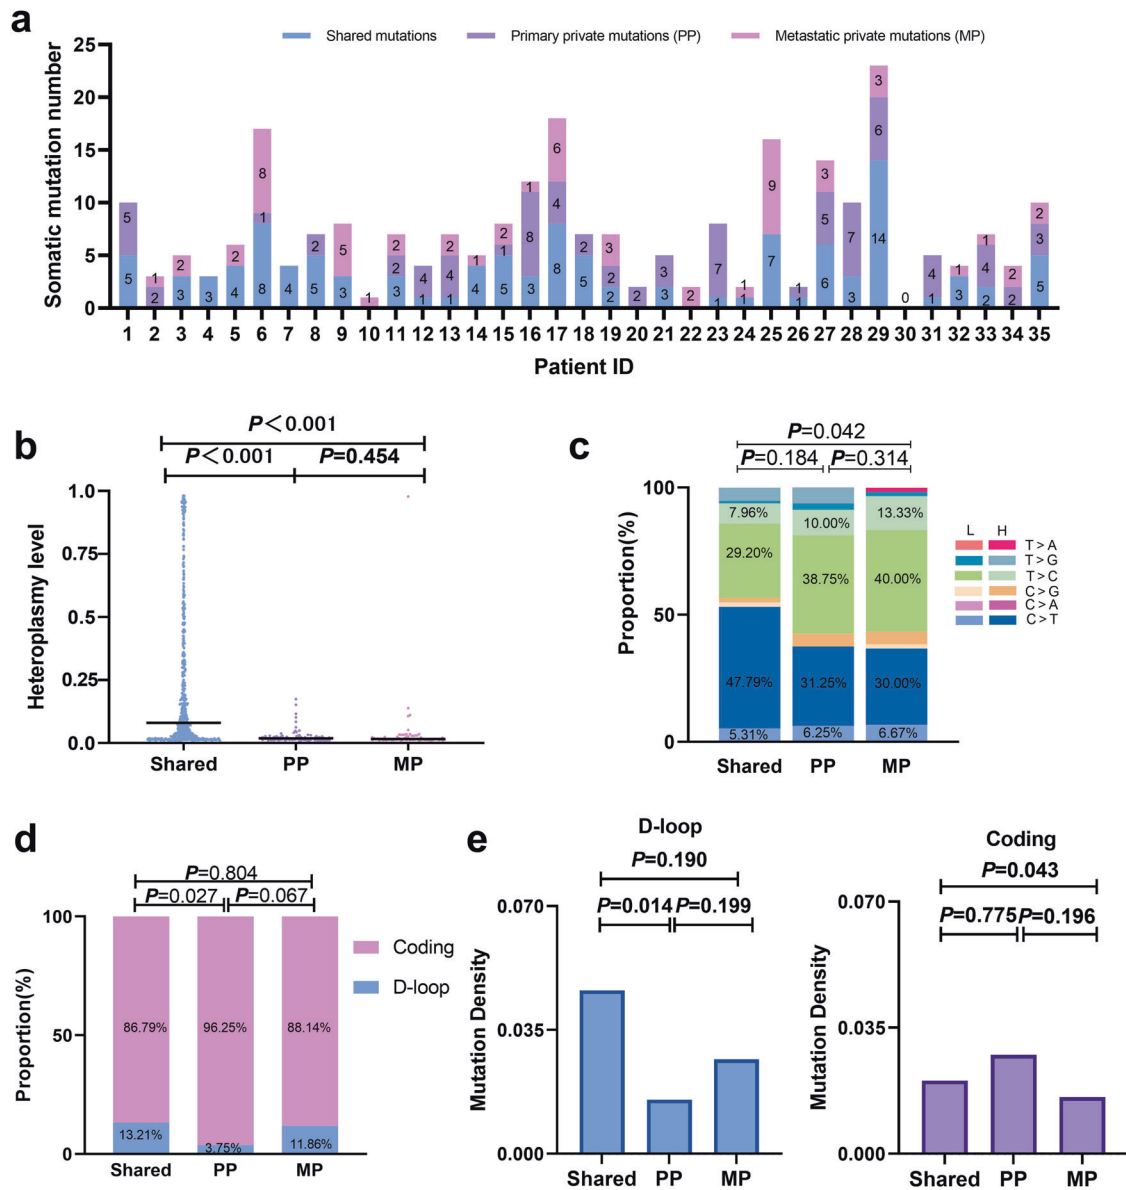 a
Shared mutations Primary private mutations (PP) Metastatic private mutations (MP)
Somatic mutation number
25
20
15
10
5
0
5 5
2 1
3 2
3
4 2
8 1 8
4
5 2
3 5
1
3 2 2
1 4
1 4 2
4 1
5 1 2
3 8 1
8 4 6
5 2
2 2 3
2
3 2
2
1 7
1 1
7 9
1 1
6 5 3
3 7
14 6 3
0
1 4
3 1
2 4 1
2 2
5 3 2
1 2 3 4 5 6 7 8 9 10 11 12 13 14 15 16 17 18 19 20 21 22 23 24 25 26 27 28 29 30 31 32 33 34 35
Patient ID
b
P<0.001
P<0.001 P=0.454
Heteroplasmy level
1.0
0.75
0.5
0.25
0.0
Shared PP MP
c
P=0.042
P=0.184 P=0.314
Proportion(%)
100
50
0
7.96% 10.00% 13.33%
29.20% 38.75% 40.00%
47.79% 31.25% 30.00%
5.31% 6.25% 6.67%
Shared PP MP
L H
T>A
T>G
T>C
C>G
C>A
C>T
d
P=0.804
P=0.027 P=0.067
Proportion(%)
100
50
0
86.79% 96.25% 88.14%
13.21% 3.75% 11.86%
Shared PP MP
Coding
D-loop
e
D-loop
P=0.190
P=0.014 P=0.199
Mutation Density
0.070
0.035
0.000
Shared PP MP
Coding
P=0.043
P=0.775 P=0.196
Mutation Density
0.070
0.035
0.000
Shared PP MP